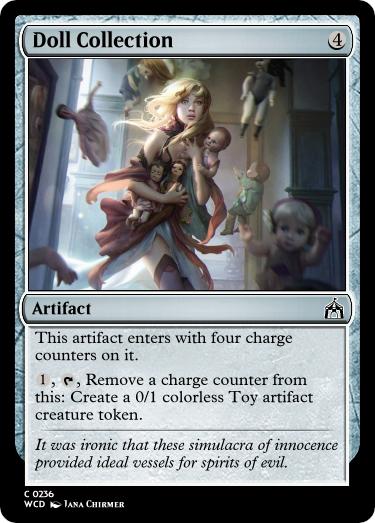 Doll Collection 4
Artifact
This artifact enters with four charge
counters on it.
1, , Remove a charge counter from
this: Create a 0/1 colorless Toy artifact
creature token.
It was ironic that these simulacra of innocence
provided ideal vessels for spirits of evil.
C 0236
WCD Jana Chirmer